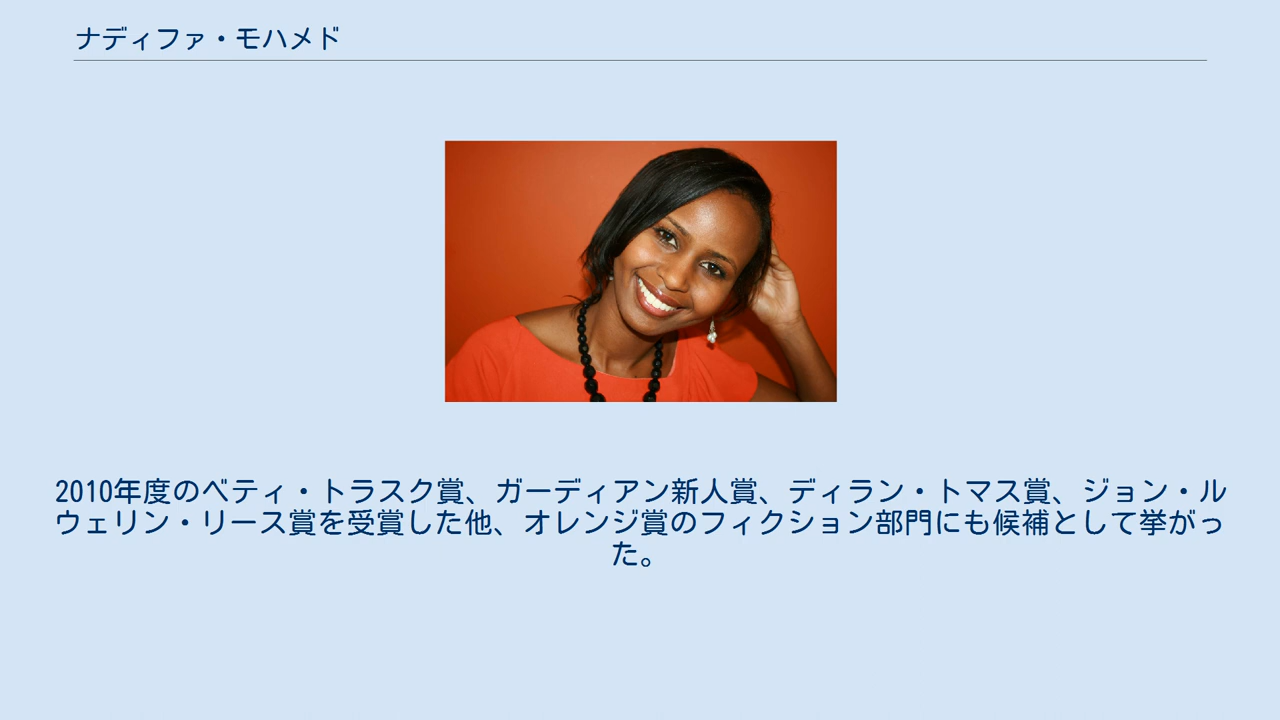 ナディファ・モハメド
2010年度のベティ・トラスク賞、ガーディアン新人賞、ディラン・トマス賞、ジョン・ル
ウェリン・リース賞を受賞した他、オレンジ賞のフィクション部門にも候補として挙がっ
た。